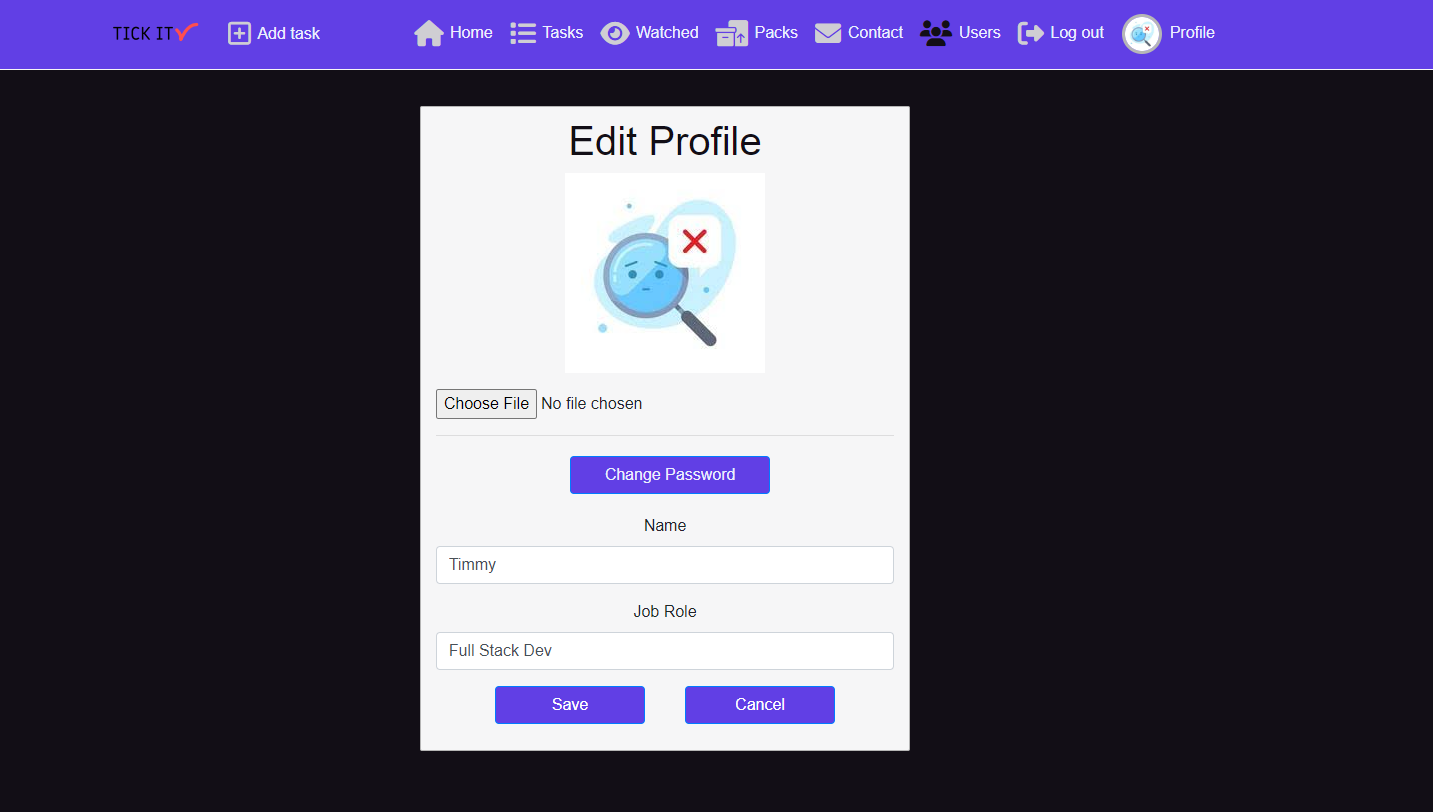 TICK IT Add task Home Tasks Watched Packs Contact Users Log out Profile
Edit Profile
Choose File No file chosen
Change Password
Name
Timmy
Job Role
Full Stack Dev
Save Cancel